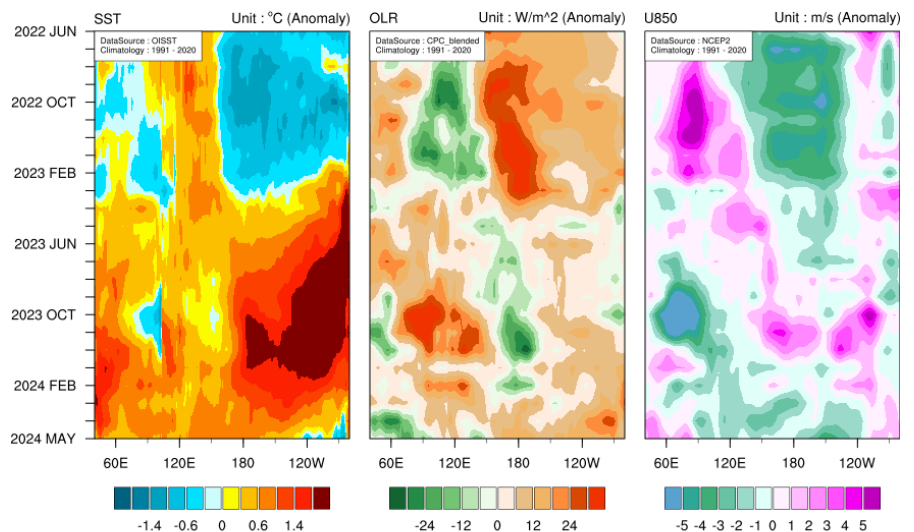 SST Unit : °C (Anomaly)
OLR Unit : W/m^2 (Anomaly)
U850 Unit : m/s (Anomaly)
DataSource : OISST
Climatology : 1991 - 2020
DataSource : CPC_blended
Climatology : 1991 - 2020
DataSource : NCEP2
Climatology : 1991 - 2020
2022 JUN
2022 OCT
2023 FEB
2023 JUN
2023 OCT
2024 FEB
2024 MAY
60E 120E 180 120W
60E 120E 180 120W
60E 120E 180 120W
-1.4 -0.6 0 0.6 1.4
-24 -12 0 12 24
-5 -4 -3 -2 -1 0 1 2 3 4 5